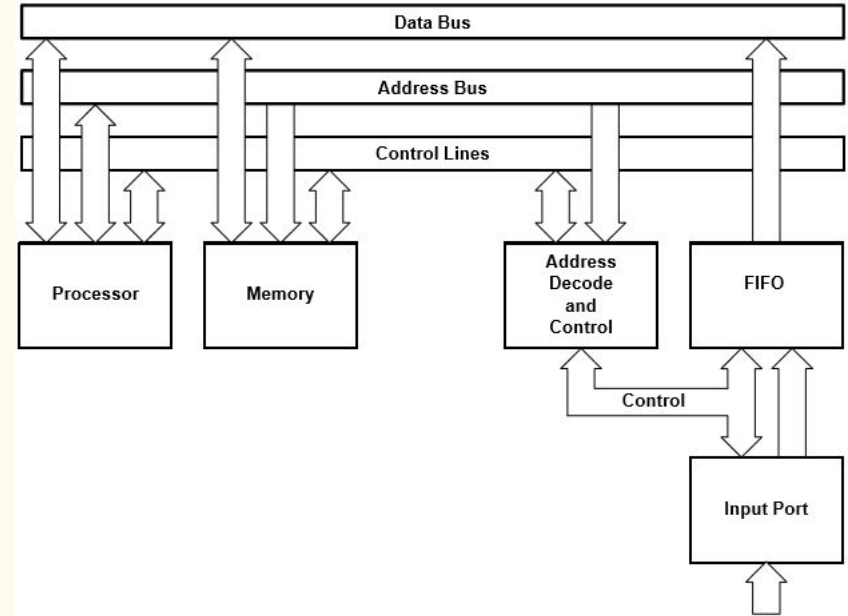 Data Bus
Address Bus
Control Lines
Processor
Memory
Address
Decode
and
Control
FIFO
Control
Input Port